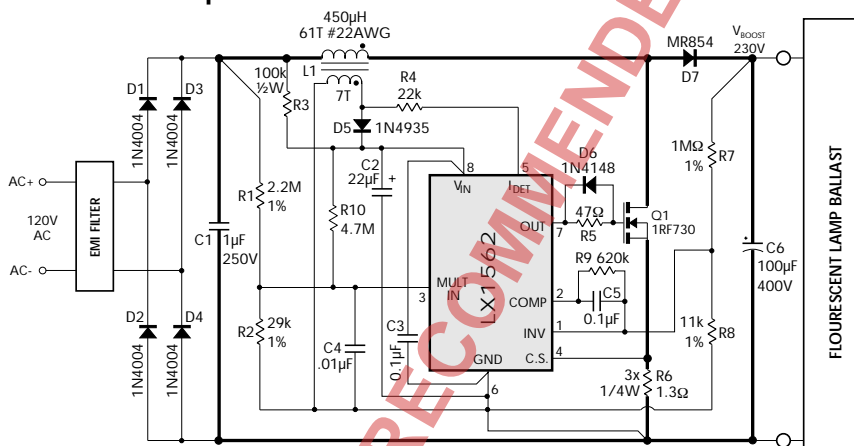 450µH
61T #22AWG
L1
7T
100k
½W
R3
R4
22k
D5
1N4935
MR854
D7
V BOOST
230V
D1
D3
1N4004
1N4004
AC+
120V
AC
AC-
EMI FILTER
C1
1µF
250V
R1
2.2M
1%
R10
4.7M
C2
22µF
+
8
VIN
5
IDET
D6
1N4148
OUT
7
47Ω
R5
Q1
1RF730
1MΩ
1%
R7
C6
100µF
400V
MULT
IN
3
LX1562
R9 620k
COMP
2
C5
0.1µF
INV
1
C.S.
4
GND
6
D2
D4
1N4004
1N4004
R2
29k
1%
C4
.01µF
C3
0.1µF
11k
1%
R8
3x
1/4W
R6
1.3Ω
FLOURESCENT LAMP BALLAST
RECOMMENDE